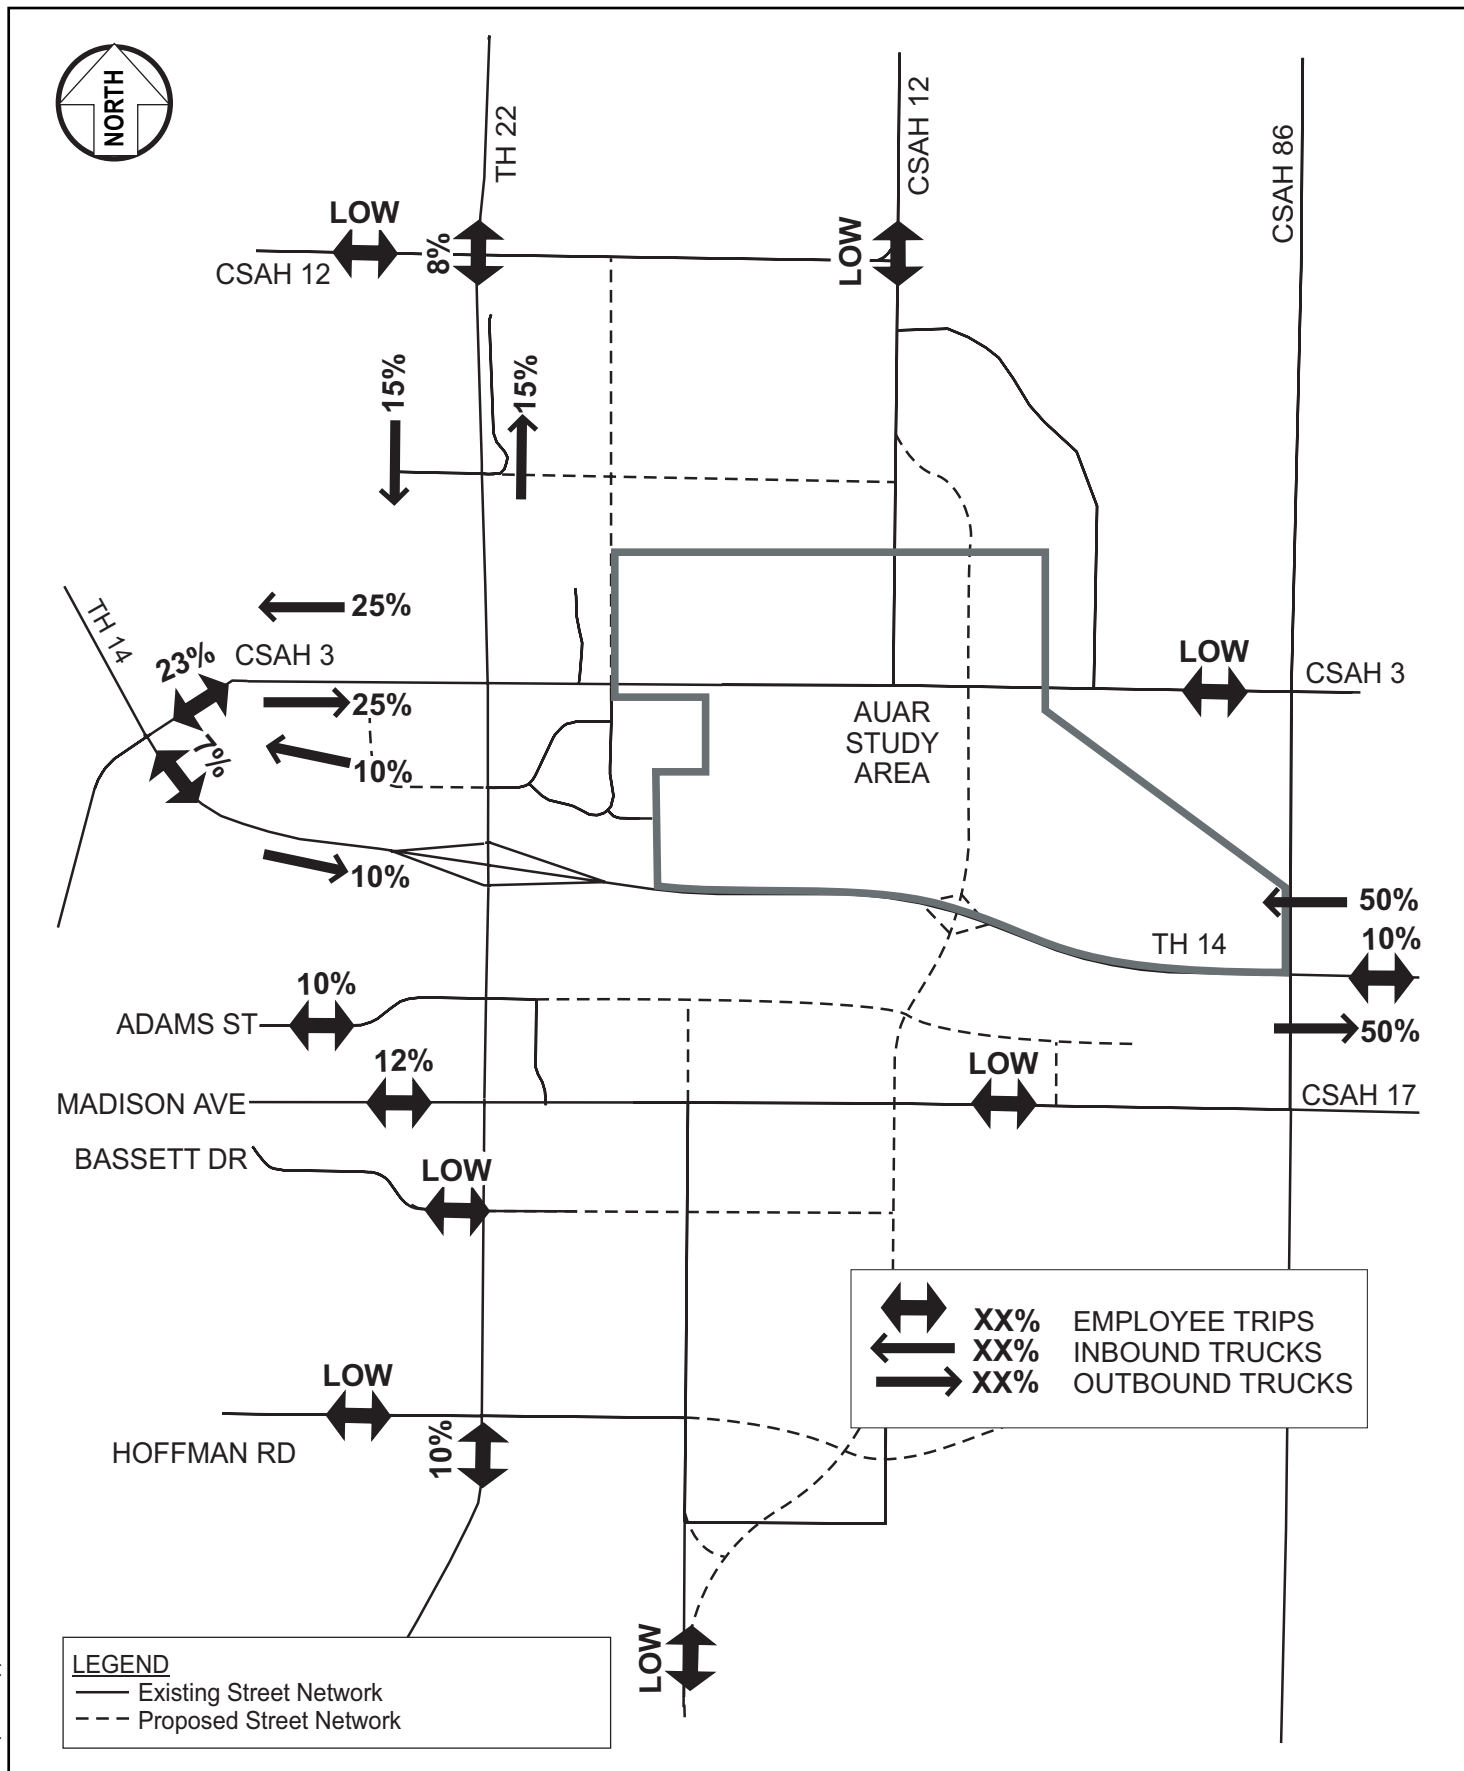 NORTH
TH 22
CSAH 12
CSAH 86
LOW
CSAH 12
8%
LOW
15%
15%
TH 14
25%
23%
CSAH 3
LOW
CSAH 3
25%
7%
10%
AUAR
STUDY
AREA
10%
50%
10%
TH 14
10%
ADAMS ST
50%
12%
LOW
MADISON AVE
CSAH 17
BASSETT DR
LOW
XX% EMPLOYEE TRIPS
XX% INBOUND TRUCKS
XX% OUTBOUND TRUCKS
LOW
10%
HOFFMAN RD
LOW
LEGEND
Existing Street Network
Proposed Street Network